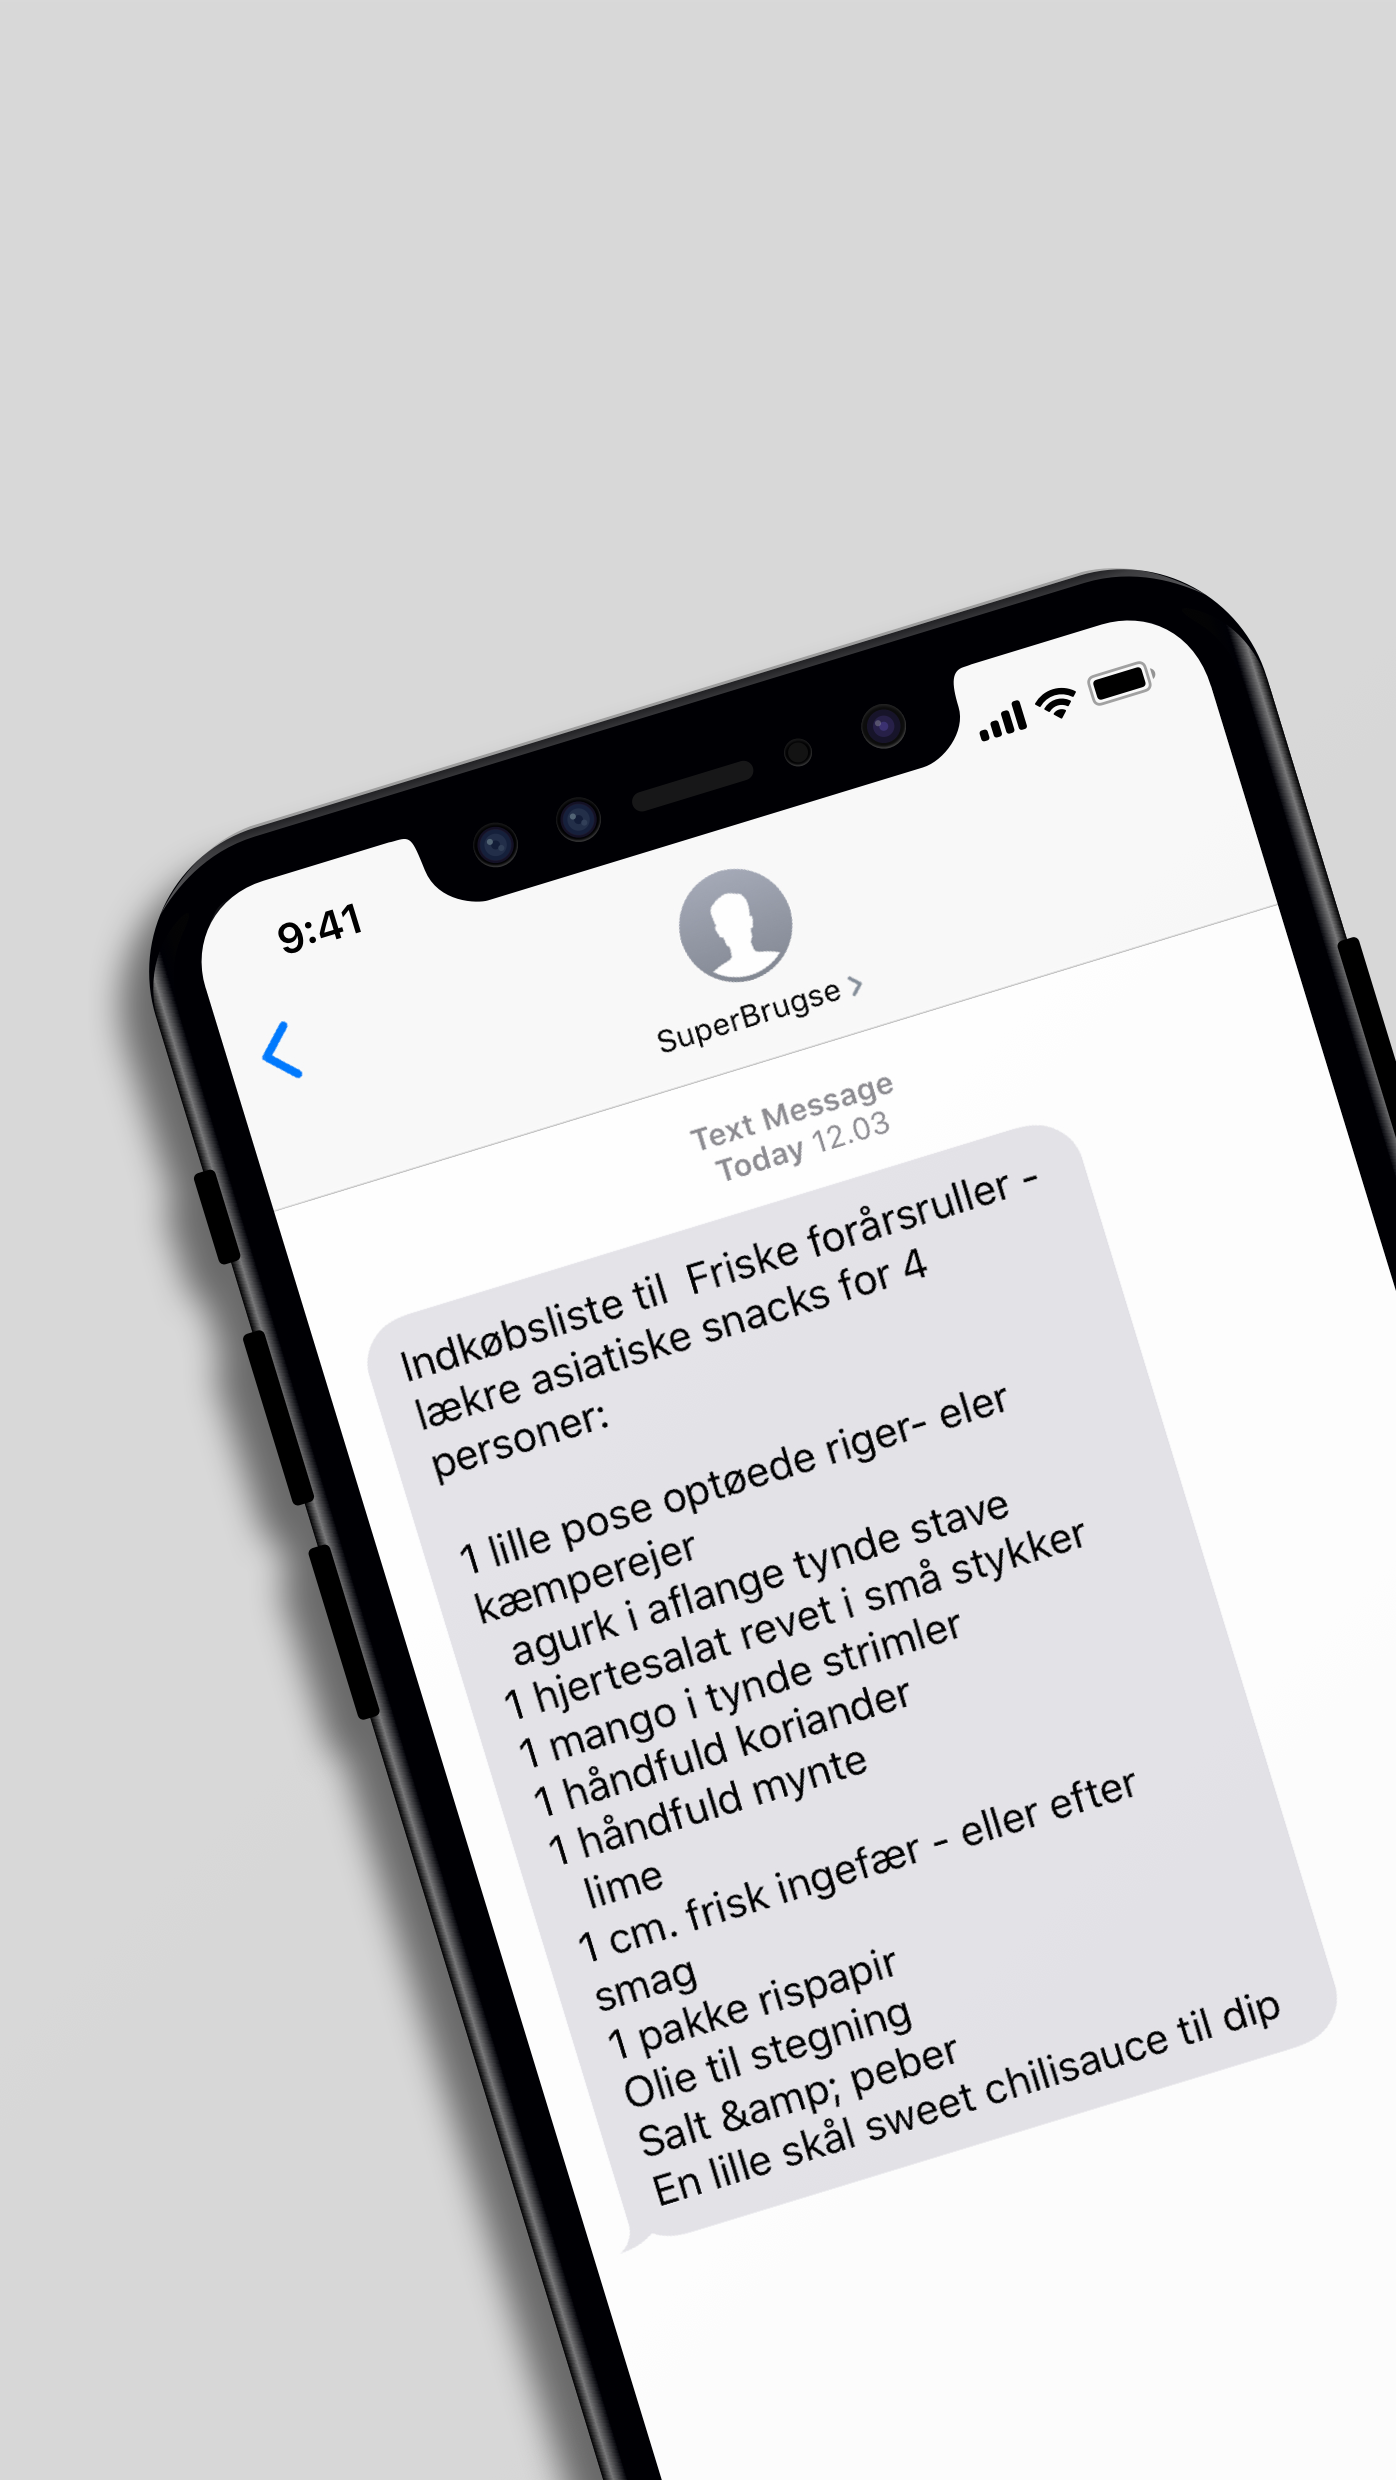 9:41
SuperBrugse
Text Message
Today 12.03
Indkøbsliste til  Friske forårsruller -
lækre asiatiske snacks for 4
personer:
1 lille pose optøede riger- eler
kæmperejer
agurk i aflange tynde stave
1 hjertesalat revet i små stykker
1 mango i tynde strimler
1 håndfuld koriander
1 håndfuld mynte
lime
1 cm. frisk ingefær - eller efter
smag
1 pakke rispapir
Olie til stegning
Salt &amp; peber
En lille skål sweet chilisauce til dip